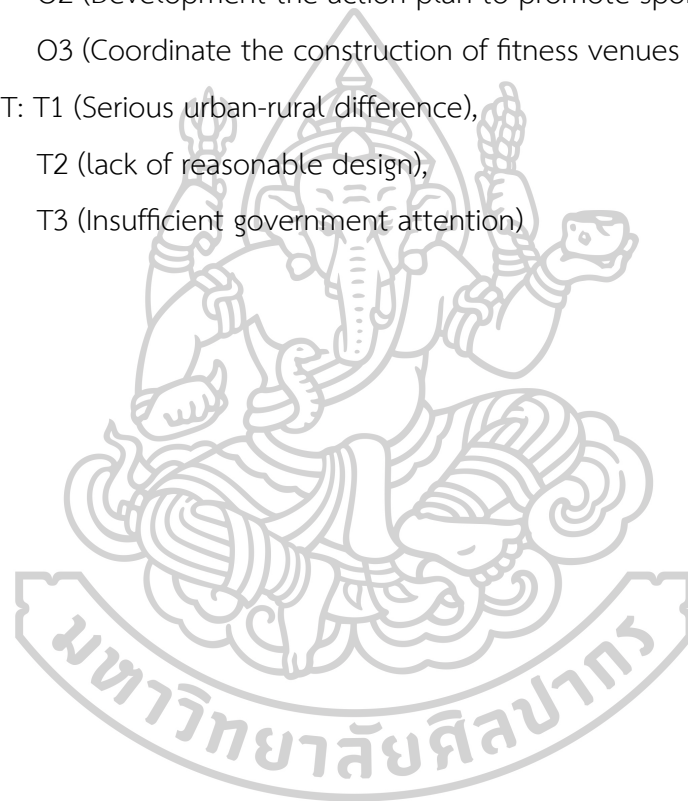 O2 (Development the action plan to promote spo
O3 (Coordinate the construction of fitness venues
T: T1 (Serious urban-rural difference),
T2 (lack of reasonable design),
T3 (Insufficient government attention)
มหาวิทยาลัยศิลปากร